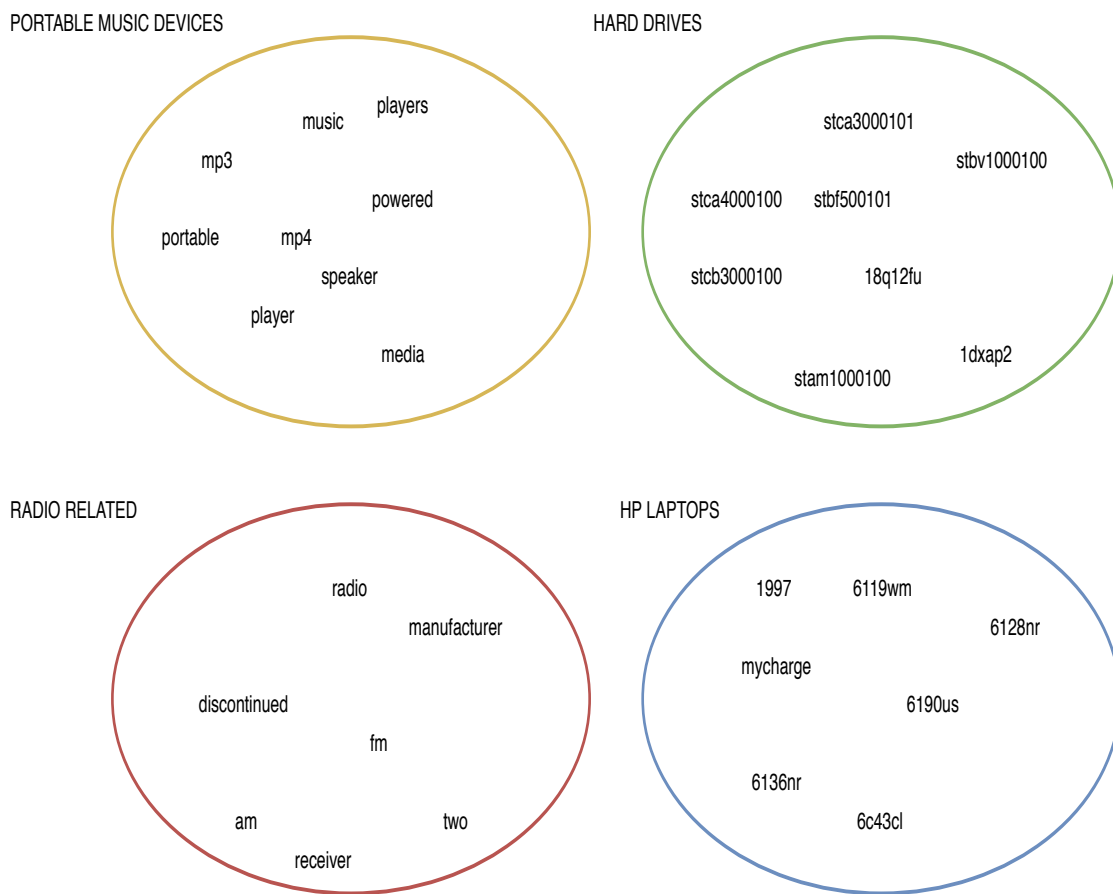 PORTABLE MUSIC DEVICES
players
music
mp3
powered
portable
mp4
speaker
player
media
HARD DRIVES
stca3000101
stbv1000100
stca4000100
stbf500101
stcb3000100
18q12fu
1dxap2
stam1000100
RADIO RELATED
radio
manufacturer
discontinued
fm
am
two
receiver
HP LAPTOPS
1997
6119wm
6128nr
mycharge
6190us
6136nr
6c43cl